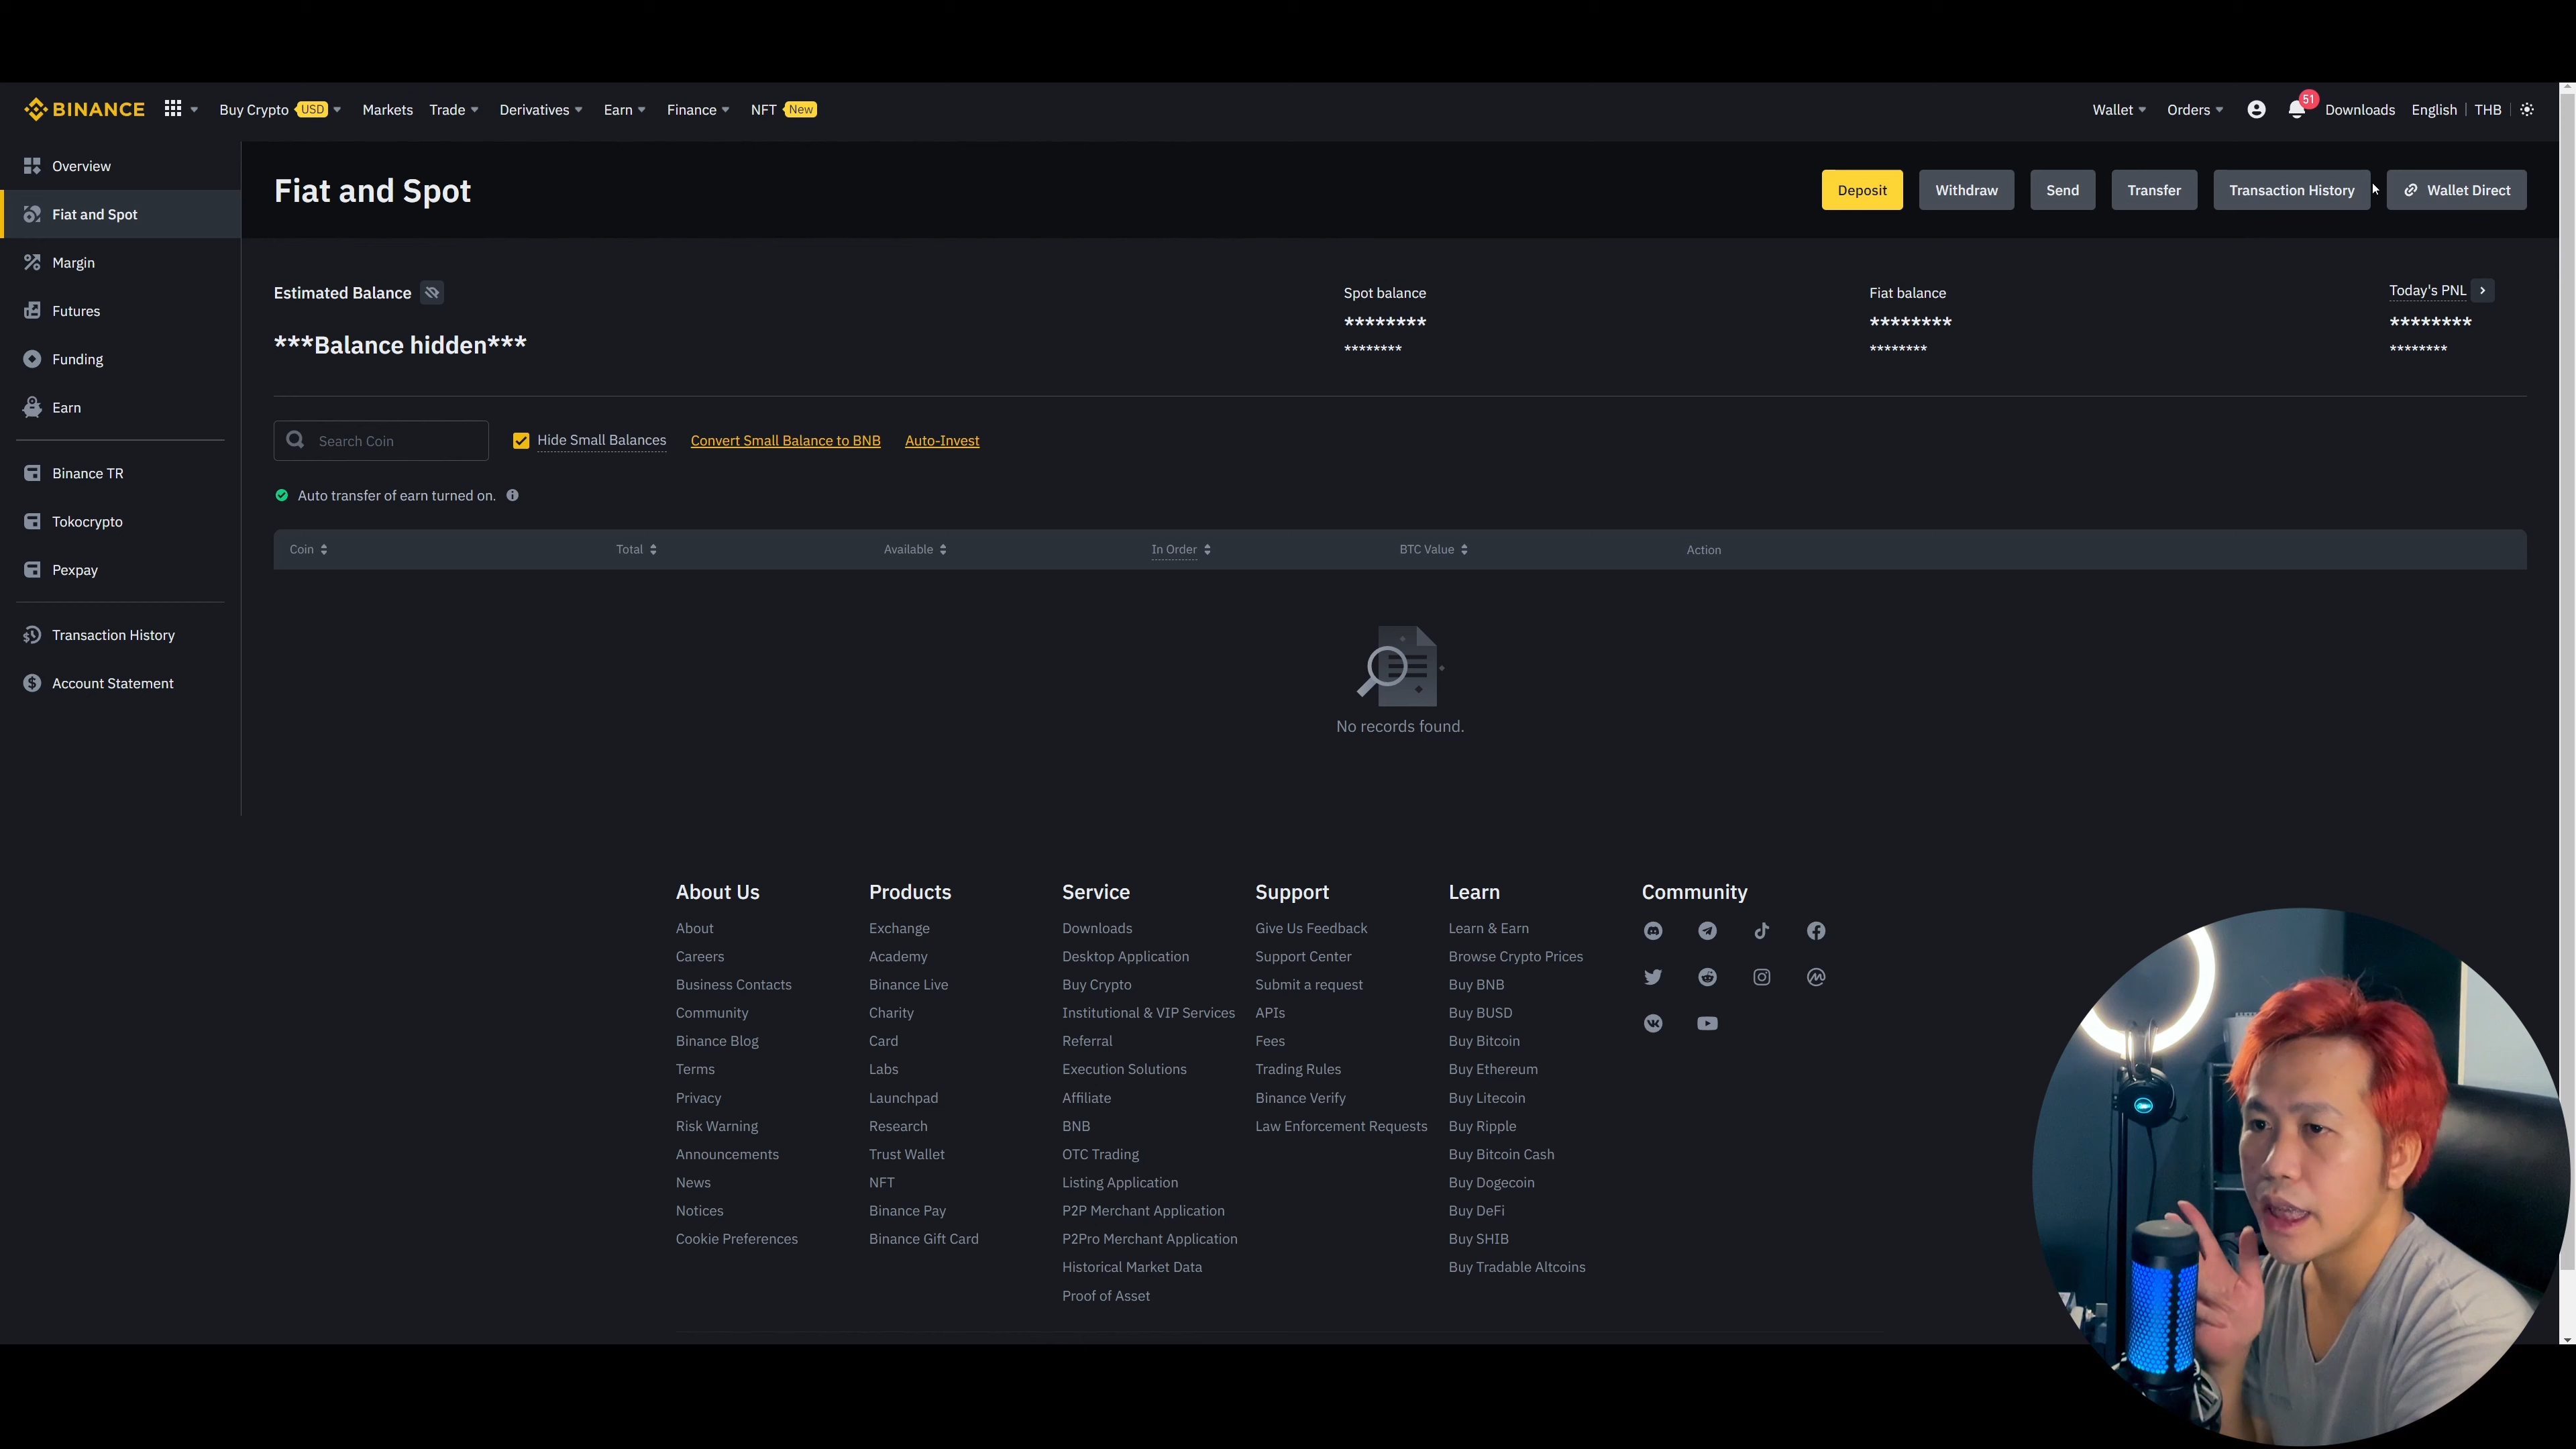 BINANCE
Buy Crypto USD
Markets
Trade
Derivatives
Earn
Finance
NFT New
Wallet
Orders
51
Downloads
English
THB
Overview
Fiat and Spot
Margin
Futures
Funding
Earn
Binance TR
Tokocrypto
Pexpay
Transaction History
Account Statement
Fiat and Spot
Deposit
Withdraw
Send
Transfer
Transaction History
Wallet Direct
Estimated Balance
***Balance hidden***
Spot balance
********
********
Fiat balance
********
********
Today's PNL
********
********
Search Coin
Hide Small Balances
Convert Small Balance to BNB
Auto-Invest
Auto transfer of earn turned on.
Coin
Total
Available
In Order
BTC Value
Action
No records found.
About Us
About
Careers
Business Contacts
Community
Binance Blog
Terms
Privacy
Risk Warning
Announcements
News
Notices
Cookie Preferences
Products
Exchange
Academy
Binance Live
Charity
Card
Labs
Launchpad
Research
Trust Wallet
NFT
Binance Pay
Binance Gift Card
Service
Downloads
Desktop Application
Buy Crypto
Institutional & VIP Services
Referral
Execution Solutions
Affiliate
BNB
OTC Trading
Listing Application
P2P Merchant Application
P2Pro Merchant Application
Historical Market Data
Proof of Asset
Support
Give Us Feedback
Support Center
Submit a request
APIs
Fees
Trading Rules
Binance Verify
Law Enforcement Requests
Learn
Learn & Earn
Browse Crypto Prices
Buy BNB
Buy BUSD
Buy Bitcoin
Buy Ethereum
Buy Litecoin
Buy Ripple
Buy Bitcoin Cash
Buy Dogecoin
Buy DeFi
Buy SHIB
Buy Tradable Altcoins
Community